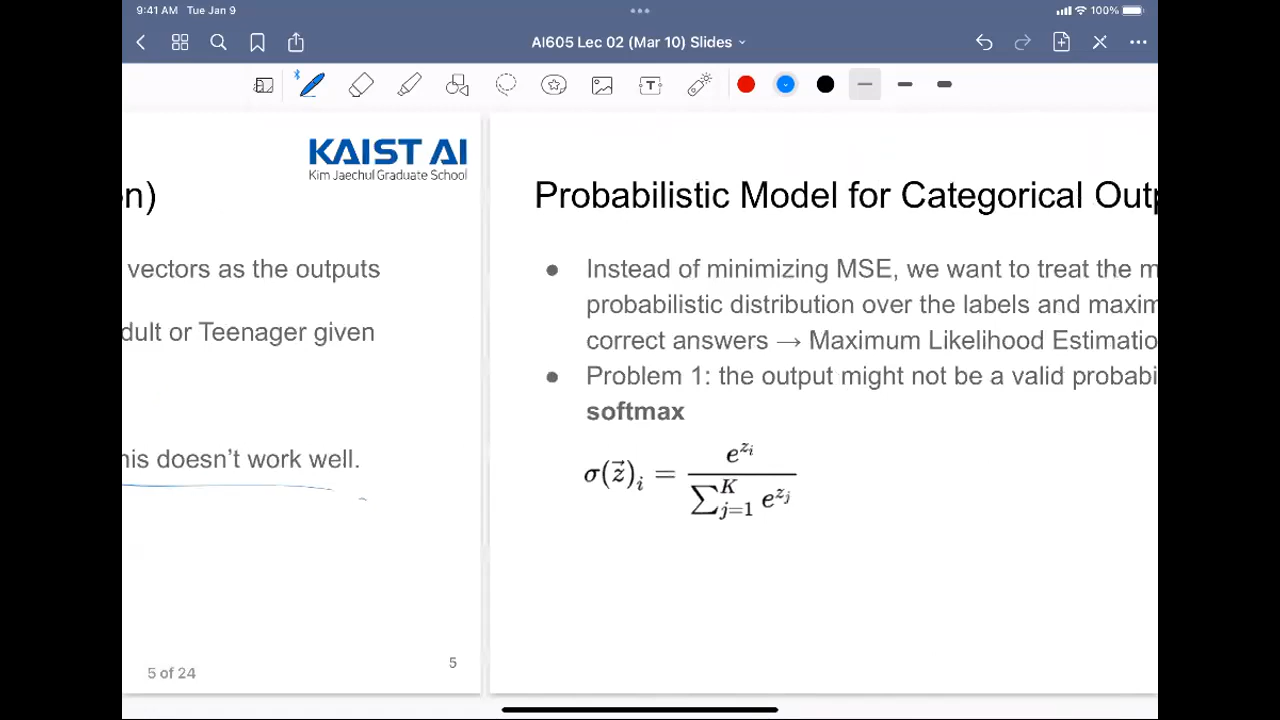 9:41 AM Tue Jan 9
100%
AI605 Lec 02 (Mar 10) Slides
KAIST AI
Kim Jaechul Graduate School
n)
vectors as the outputs
dult or Teenager given
his doesn't work well.
5
5 of 24
Probabilistic Model for Categorical Outp
Instead of minimizing MSE, we want to treat the m
probabilistic distribution over the labels and maxim
correct answers → Maximum Likelihood Estimatio
Problem 1: the output might not be a valid probabi
softmax
σ(z⃗)_i = e^{z_i} / ∑_{j=1}^{K} e^{z_j}